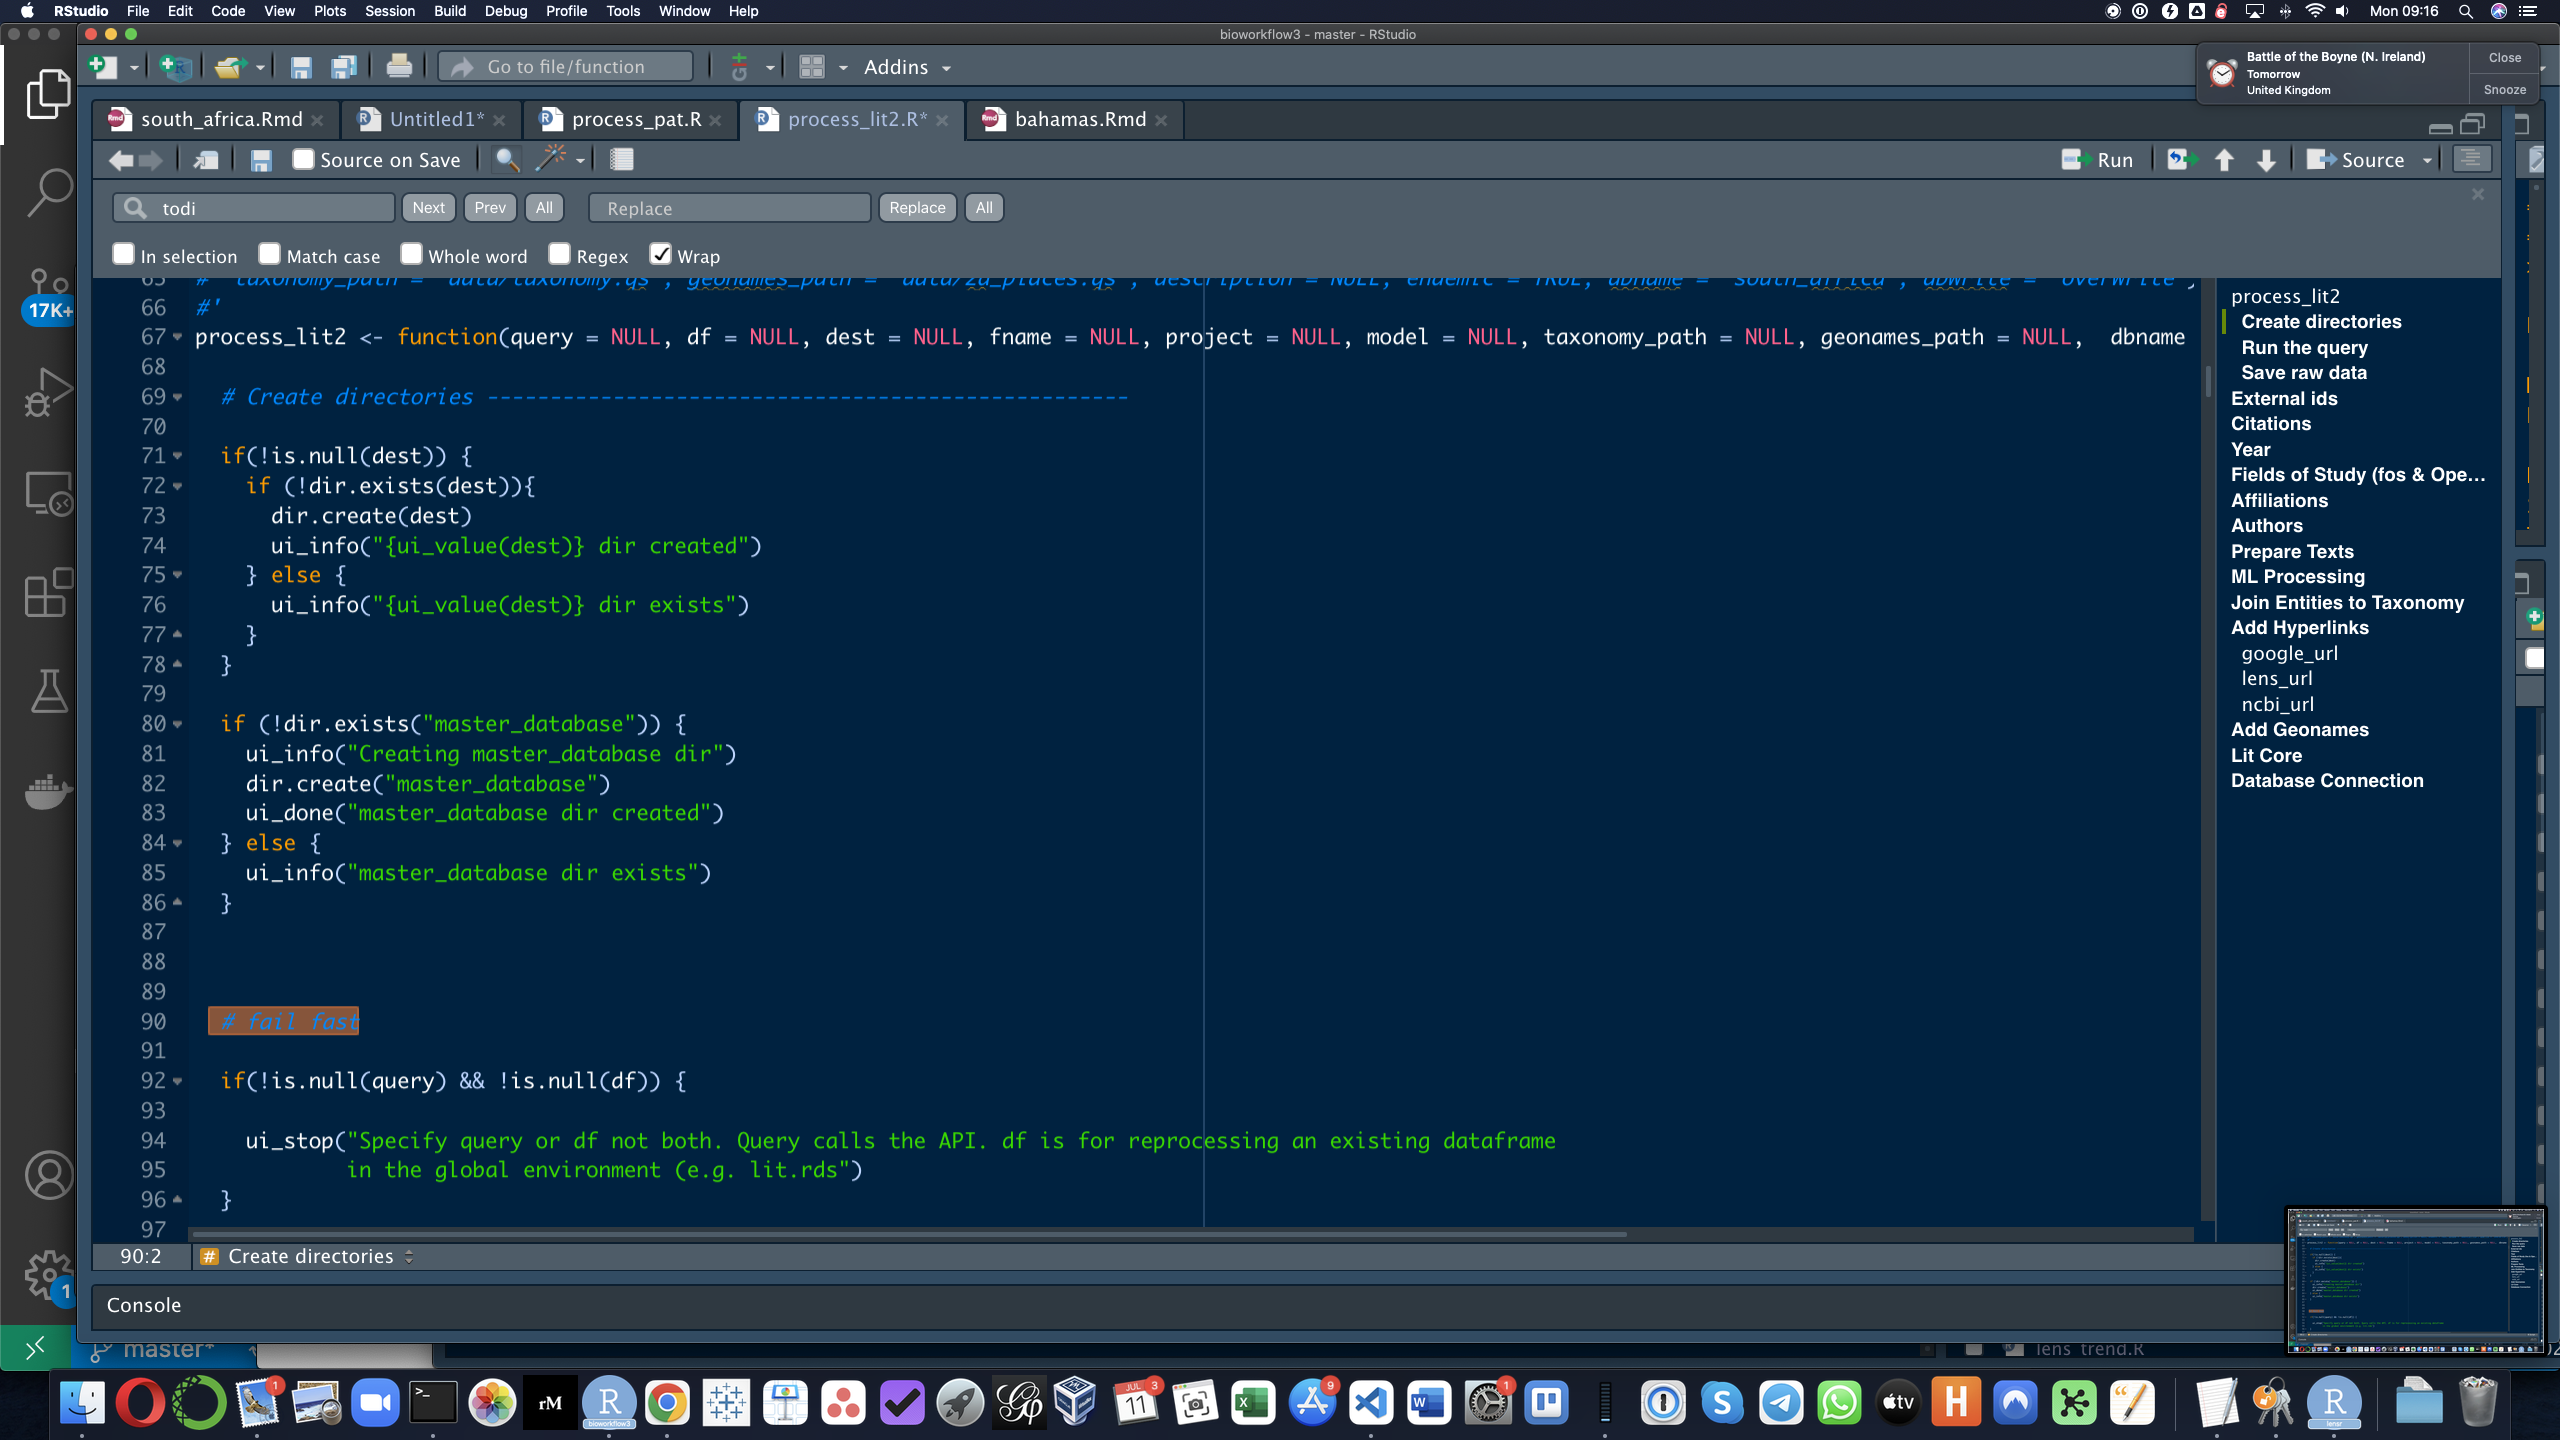 RStudio File Edit Code View Plots Session Build Debug Profile Tools Window Help Mon 09:16
bioworkflow3 - master - RStudio
Go to file/function Addins
Battle of the Boyne (N. Ireland) Close
Tomorrow
United Kingdom Snooze
south_africa.Rmd Untitled1* process_pat.R process_lit2.R* bahamas.Rmd
Source on Save Run Source
todi Next Prev All Replace Replace All
In selection Match case Whole word Regex Wrap
65 #' taxonomy_path = "data/taxonomy.qs", geonames_path = "data/za_places.qs", description = NULL, endemic = TRUE, dbname = "south_africa", dbwrite = "overwrite"
66 #'
67 process_lit2 <- function(query = NULL, df = NULL, dest = NULL, fname = NULL, project = NULL, model = NULL, taxonomy_path = NULL, geonames_path = NULL, dbname
68
69 # Create directories ---------------------------------------------------
70
71 if(!is.null(dest)) {
72 if (!dir.exists(dest)){
73 dir.create(dest)
74 ui_info("{ui_value(dest)} dir created")
75 } else {
76 ui_info("{ui_value(dest)} dir exists")
77 }
78 }
79
80 if (!dir.exists("master_database")) {
81 ui_info("Creating master_database dir")
82 dir.create("master_database")
83 ui_done("master_database dir created")
84 } else {
85 ui_info("master_database dir exists")
86 }
87
88
89
90 # fail fast
91
92 if(!is.null(query) && !is.null(df)) {
93
94 ui_stop("Specify query or df not both. Query calls the API. df is for reprocessing an existing dataframe
95 in the global environment (e.g. lit.rds")
96 }
97
90:2 # Create directories
Console
process_lit2
Create directories
Run the query
Save raw data
External ids
Citations
Year
Fields of Study (fos & Ope...
Affiliations
Authors
Prepare Texts
ML Processing
Join Entities to Taxonomy
Add Hyperlinks
google_url
lens_url
ncbi_url
Add Geonames
Lit Core
Database Connection
17K+
1
master*
lens_trend.R
1 rM R bioworkflow3 JUL 3 11 9 W 1 S tv H R lensr